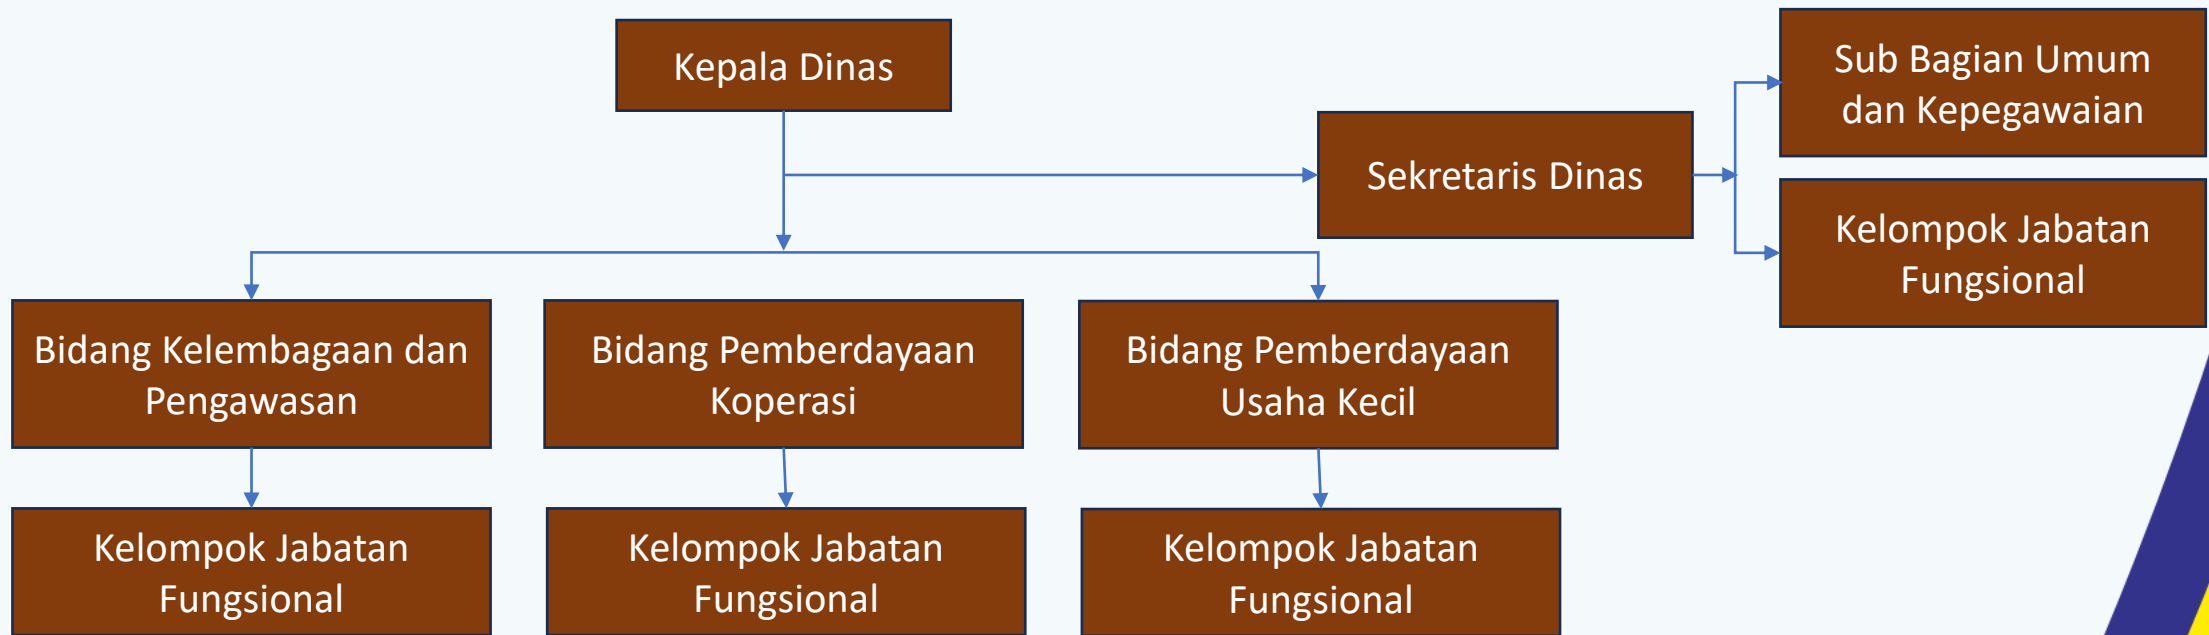 Kepala Dinas
Sekretaris Dinas
Sub Bagian Umum
dan Kepegawaian
Kelompok Jabatan
Fungsional
Bidang Kelembagaan dan
Pengawasan
Bidang Pemberdayaan
Koperasi
Bidang Pemberdayaan
Usaha Kecil
Kelompok Jabatan
Fungsional
Kelompok Jabatan
Fungsional
Kelompok Jabatan
Fungsional